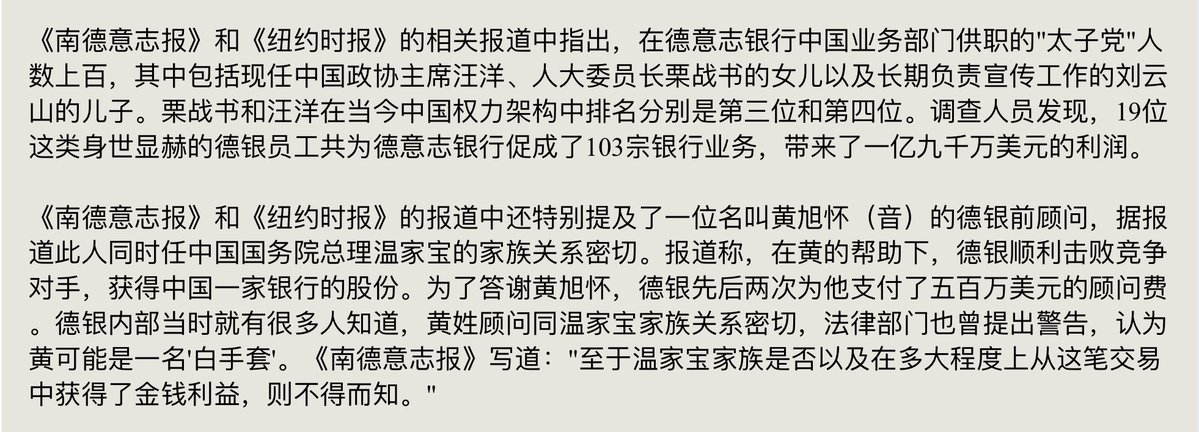 《南德意志报》和《纽约时报》的相关报道中指出，在德意志银行中国业务部门供职的"太子党"人
数上百，其中包括现任中国政协主席汪洋、人大委员长栗战书的女儿以及长期负责宣传工作的刘云
山的儿子。栗战书和汪洋在当今中国权力架构中排名分别是第三位和第四位。调查人员发现，19位
这类身世显赫的德银员工共为德意志银行促成了103宗银行业务，带来了一亿九千万美元的利润。
《南德意志报》和《纽约时报》的报道中还特别提及了一位名叫黄旭怀（音）的德银前顾问，据报
道此人同时任中国国务院总理温家宝的家族关系密切。报道称，在黄的帮助下，德银顺利击败竞争
对手，获得中国一家银行的股份。为了答谢黄旭怀，德银先后两次为他支付了五百万美元的顾问费
。德银内部当时就有很多人知道，黄姓顾问同温家宝家族关系密切，法律部门也曾提出警告，认为
黄可能是一名'白手套'。《南德意志报》写道："至于温家宝家族是否以及在多大程度上从这笔交易
中获得了金钱利益，则不得而知。"